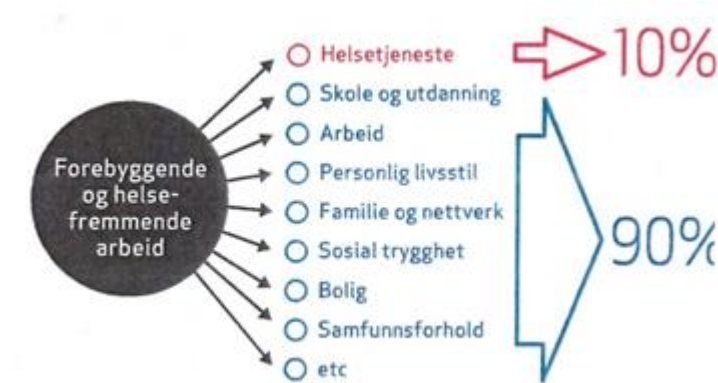 Forebyggende
og helse-
fremmende
arbeid
Helsetjeneste
Skole og utdanning
Arbeid
Personlig livsstil
Familie og nettverk
Sosial trygghet
Bolig
Samfunnsforhold
etc
10%
90%